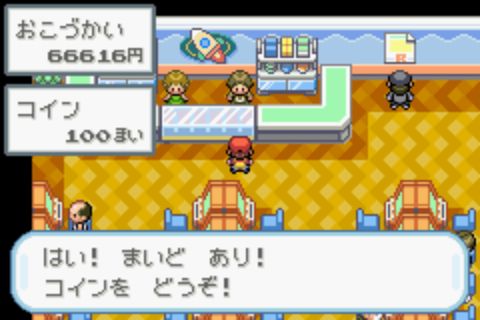 おこづかい
66616円
コイン
100まい
はい! まいど あり!
コインを どうぞ!
R